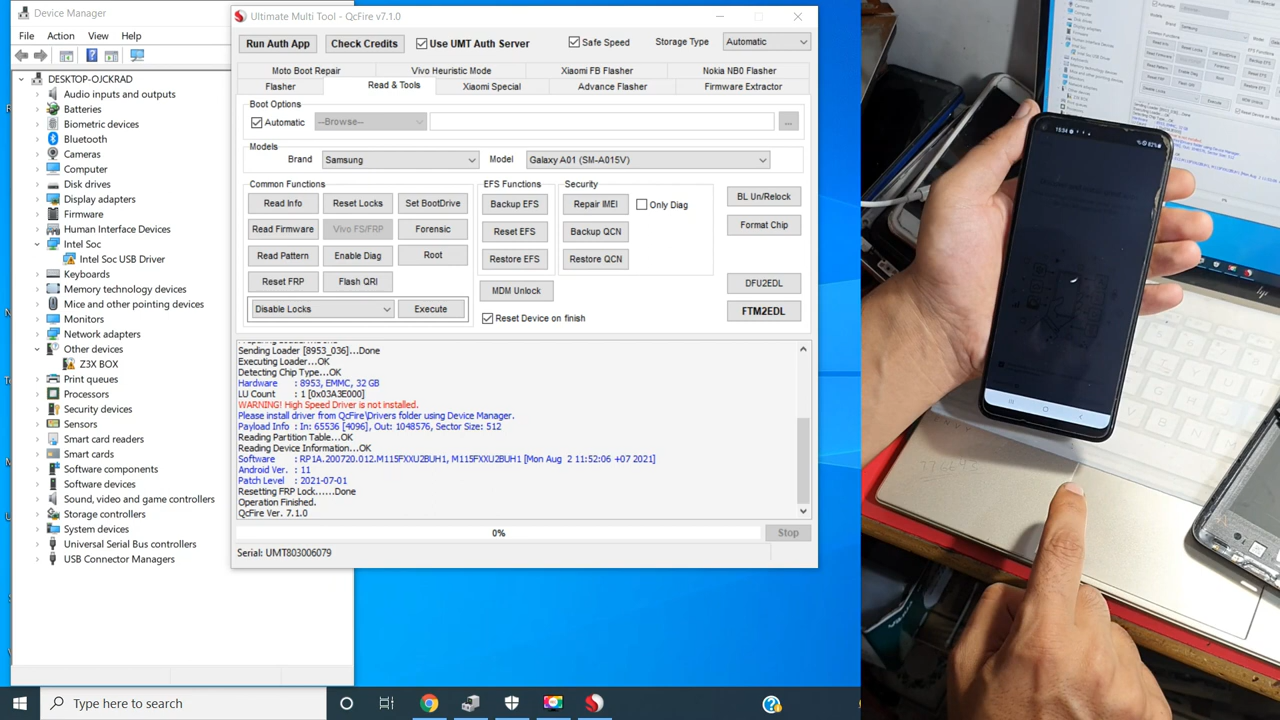 Device Manager
File Action View Help
DESKTOP-OJCKRAD
Audio inputs and outputs
Batteries
Biometric devices
Bluetooth
Cameras
Computer
Disk drives
Display adapters
Firmware
Human Interface Devices
Intel Soc
Intel Soc USB Driver
Keyboards
Memory technology devices
Mice and other pointing devices
Monitors
Network adapters
Other devices
Z3X BOX
Print queues
Processors
Security devices
Sensors
Smart card readers
Smart cards
Software components
Software devices
Sound, video and game controllers
Storage controllers
System devices
Universal Serial Bus controllers
USB Connector Managers
Ultimate Multi Tool - QcFire v7.1.0
Run Auth App Check Credits Use UMT Auth Server Safe Speed Storage Type Automatic
Moto Boot Repair Vivo Heuristic Mode Xiaomi FB Flasher Nokia NB0 Flasher
Flasher Read & Tools Xiaomi Special Advance Flasher Firmware Extractor
Boot Options
Automatic --Browse-- ...
Models
Brand Samsung Model Galaxy A01 (SM-A015V)
Common Functions EFS Functions Security
Read Info Reset Locks Set BootDrive Backup EFS Repair IMEI Only Diag BL Un/Relock
Read Firmware Vivo FS/FRP Forensic Reset EFS Backup QCN Format Chip
Read Pattern Enable Diag Root Restore EFS Restore QCN
Reset FRP Flash QRI MDM Unlock DFU2EDL
Disable Locks Execute Reset Device on finish FTM2EDL
Sending Loader [8953_036]...Done
Executing Loader...OK
Detecting Chip Type...OK
Hardware : 8953, EMMC, 32 GB
LU Count : 1 [0x03A3E000]
WARNING! High Speed Driver is not installed.
Please install driver from QcFire\Drivers folder using Device Manager.
Payload Info : In: 65536 [4096], Out: 1048576, Sector Size: 512
Reading Partition Table...OK
Reading Device Information...OK
Software : RP1A.200720.012.M115FXXU2BUH1, M115FXXU2BUH1 [Mon Aug 2 11:52:06 +07 2021]
Android Ver. : 11
Patch Level : 2021-07-01
Resetting FRP Lock......Done
Operation Finished.
QcFire Ver. 7.1.0
0% Stop
Serial: UMT803006079
Type here to search
15:34
82%
hp